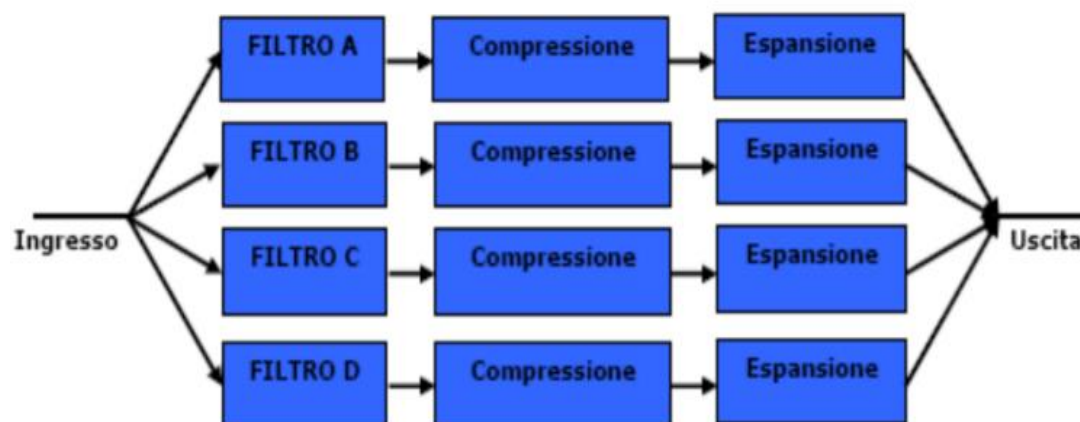 FILTRO A Compressione Espansione
FILTRO B Compressione Espansione
Ingresso Uscita
FILTRO C Compressione Espansione
FILTRO D Compressione Espansione